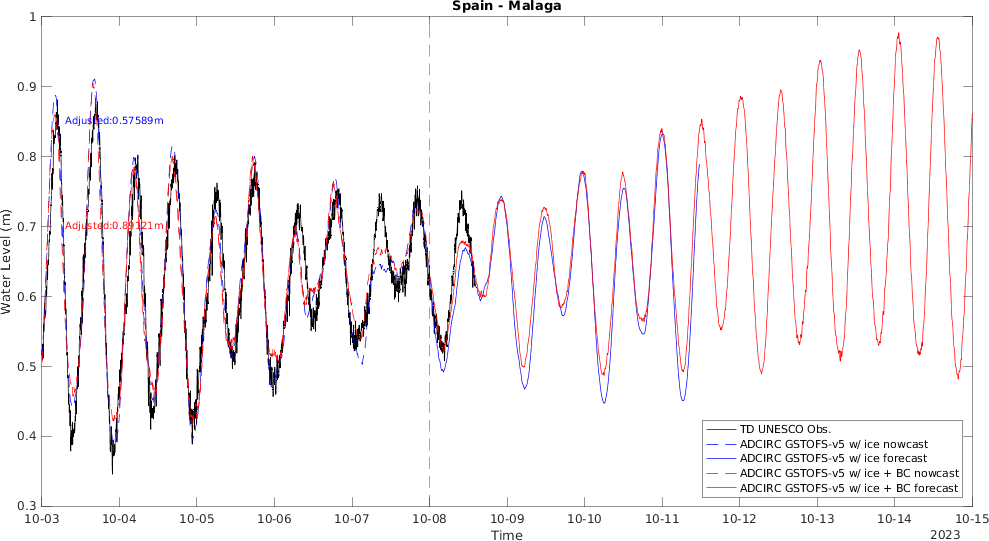 Spain - Malaga
1
0.9
0.8
0.7
0.6
0.5
0.4
0.3
Water Level (m)
Adjusted:0.57589m
Adjusted:0.89121m
TD UNESCO Obs.
ADCIRC GSTOFS-v5 w/ ice nowcast
ADCIRC GSTOFS-v5 w/ ice forecast
ADCIRC GSTOFS-v5 w/ ice + BC nowcast
ADCIRC GSTOFS-v5 w/ ice + BC forecast
10-03 10-04 10-05 10-06 10-07 10-08 10-09 10-10 10-11 10-12 10-13 10-14 10-15
Time
2023